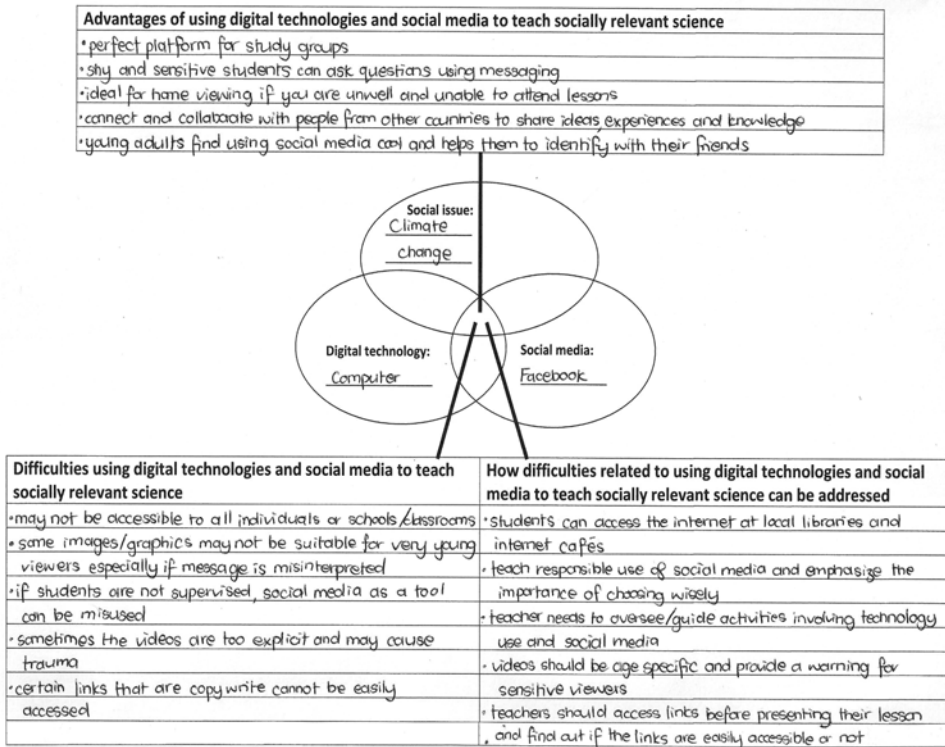 Advantages of using digital technologies and social media to teach socially relevant science
• perfect platform for study groups
• shy and sensitive students can ask questions using messaging
• ideal for home viewing if you are unwell and unable to attend lessons
• connect and collaborate with people from other countries to share ideas, experiences and knowledge
• young adults find using social media cool and helps them to identify with their friends
Social issue:
Climate
change
Digital technology:
Computer
Social media:
Facebook
Difficulties using digital technologies and social media to teach
socially relevant science
• may not be accessible to all individuals or schools/classrooms
• some images/graphics may not be suitable for very young
viewers especially if message is misinterpreted
• if students are not supervised, social media as a tool
can be misused
• sometimes the videos are too explicit and may cause
trauma
• certain links that are copywrite cannot be easily
accessed
How difficulties related to using digital technologies and social
media to teach socially relevant science can be addressed
• students can access the internet at local libraries and
internet cafés
• teach responsible use of social media and emphasize the
importance of choosing wisely
• teacher needs to oversee/guide activities involving technology
use and social media
• videos should be age specific and provide a warning for
sensitive viewers
• teachers should access links before presenting their lesson
and find out if the links are easily accessible or not